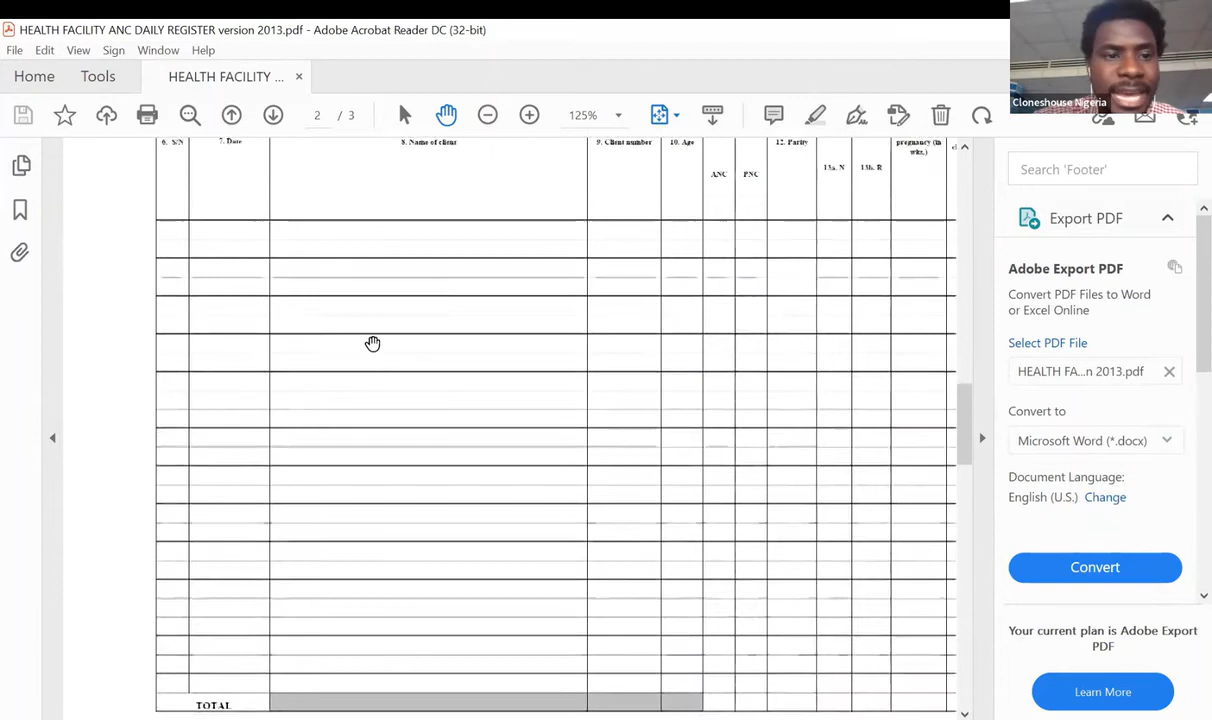 HEALTH FACILITY ANC DAILY REGISTER version 2013.pdf - Adobe Acrobat Reader DC (32-bit)
File Edit View Sign Window Help
Home Tools HEALTH FACILITY ... ×
2 / 3 125%
Cloneshouse Nigeria
6. S/N 7. Date 8. Name of client 9. Client number 10. Age 12. Parity pregnancy (in
wks.)
13a. N 13b. R
ANC PNC
TOTAL
Search 'Footer'
Export PDF
Adobe Export PDF
Convert PDF Files to Word
or Excel Online
Select PDF File
HEALTH FA...n 2013.pdf
Convert to
Microsoft Word (*.docx)
Document Language:
English (U.S.) Change
Convert
Your current plan is Adobe Export
PDF
Learn More